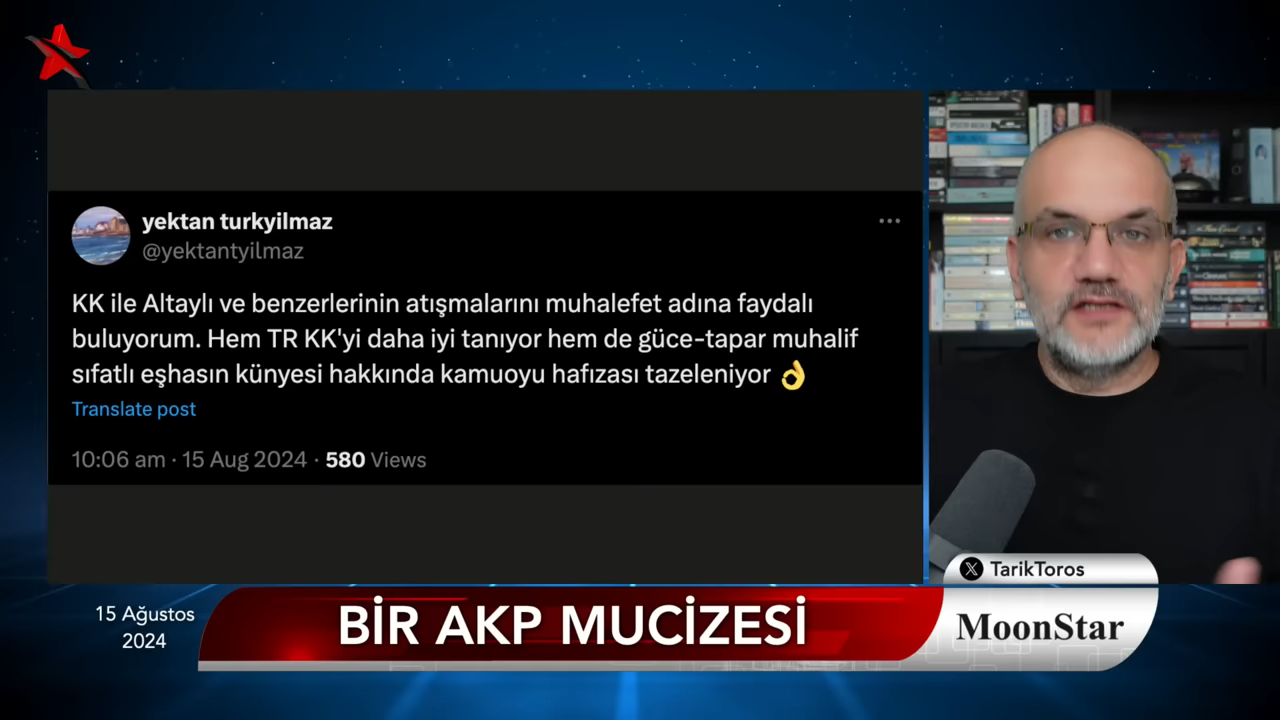 yektan turkyilmaz
@yektantyilmaz
KK ile Altaylı ve benzerlerinin atışmalarını muhalefet adına faydalı
buluyorum. Hem TR KK'yi daha iyi tanıyor hem de güce-tapar muhalif
sıfatlı eşhasın künyesi hakkında kamuoyu hafızası tazeleniyor 👌
Translate post
10:06 am · 15 Aug 2024 · 580 Views
TarikToros
15 Ağustos
2024
BİR AKP MUCİZESİ
MoonStar